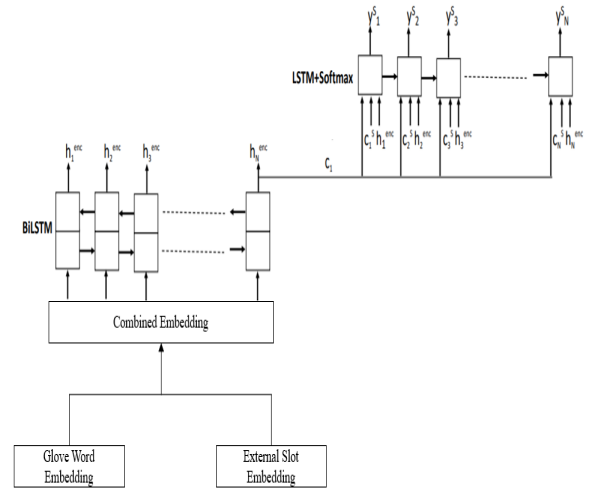 y^S_1 y^S_2 y^S_3 y^S_N
LSTM+Softmax
c_1^S h_1^enc c_2^S h_2^enc c_3^S h_3^enc c_N^S h_N^enc
h_1^enc h_2^enc h_3^enc h_N^enc
c_1
BiLSTM
Combined Embedding
Glove Word
Embedding
External Slot
Embedding